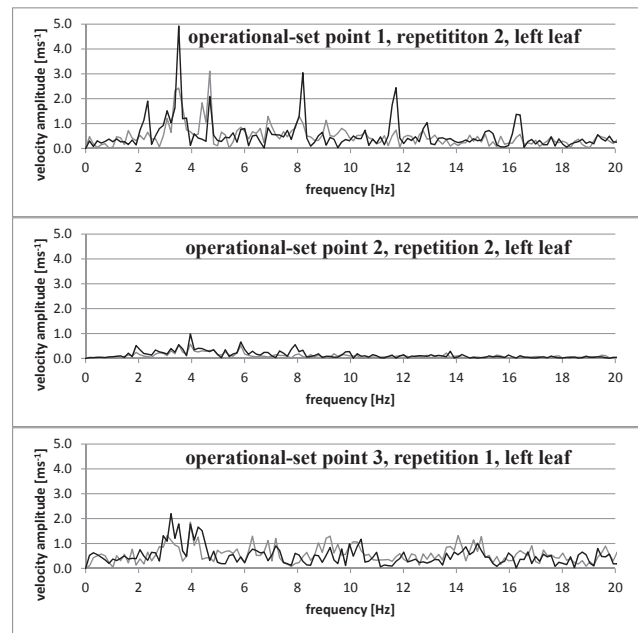 operational-set point 1, repetititon 2, left leaf
velocity amplitude [ms-1]
5.0
4.0
3.0
2.0
1.0
0.0
0 2 4 6 8 10 12 14 16 18 20
frequency [Hz]
operational-set point 2, repetition 2, left leaf
velocity amplitude [ms-1]
5.0
4.0
3.0
2.0
1.0
0.0
0 2 4 6 8 10 12 14 16 18 20
frequency [Hz]
operational-set point 3, repetition 1, left leaf
velocity amplitude [ms-1]
5.0
4.0
3.0
2.0
1.0
0.0
0 2 4 6 8 10 12 14 16 18 20
frequency [Hz]